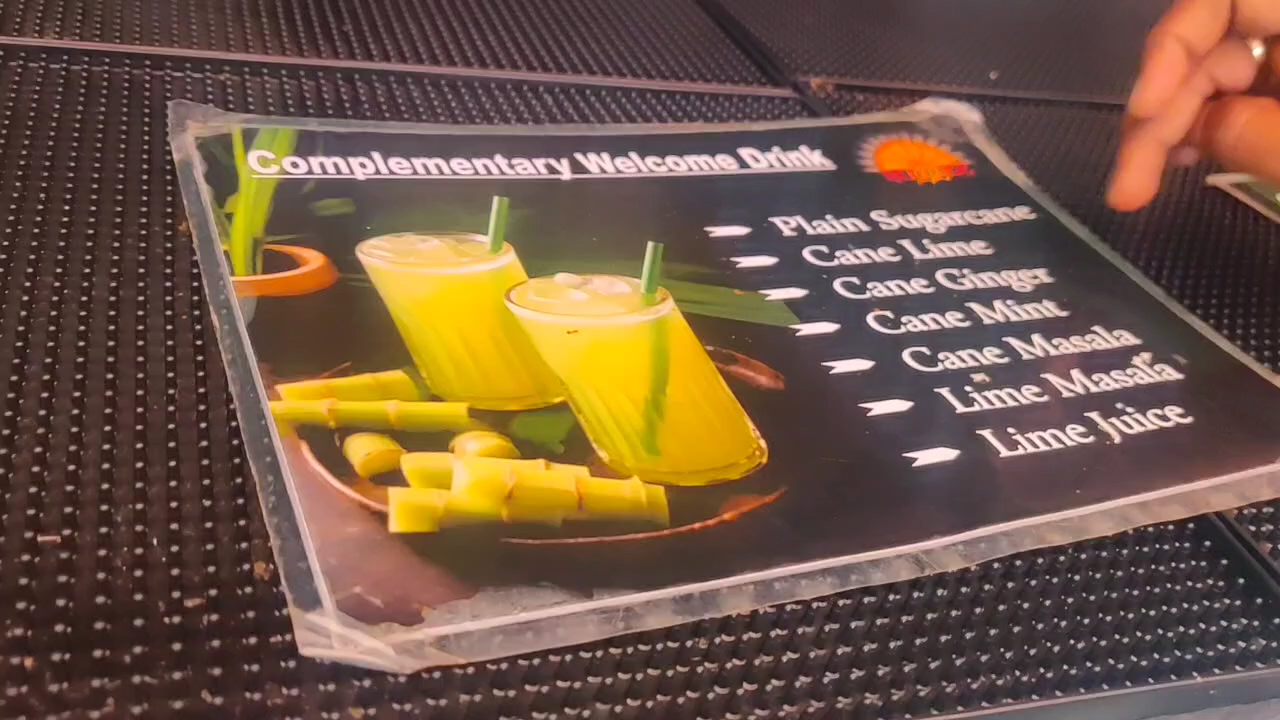 Complementary Welcome Drink
Plain Sugarcane
Cane Lime
Cane Ginger
Cane Mint
Cane Masala
Lime Masala
Lime Juice